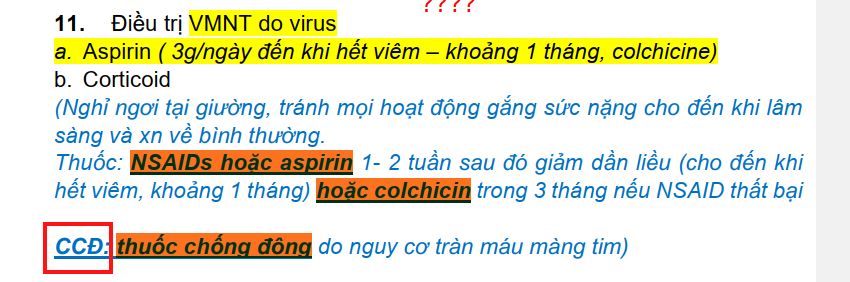 ????
11. Điều trị VMNT do virus
a. Aspirin ( 3g/ngày đến khi hết viêm – khoảng 1 tháng, colchicine)
b. Corticoid
(Nghỉ ngơi tại giường, tránh mọi hoạt động gắng sức nặng cho đến khi lâm
sàng và xn về bình thường.
Thuốc: NSAIDs hoặc aspirin 1- 2 tuần sau đó giảm dần liều (cho đến khi
hết viêm, khoảng 1 tháng) hoặc colchicin trong 3 tháng nếu NSAID thất bại
CCĐ: thuốc chống đông do nguy cơ tràn máu màng tim)